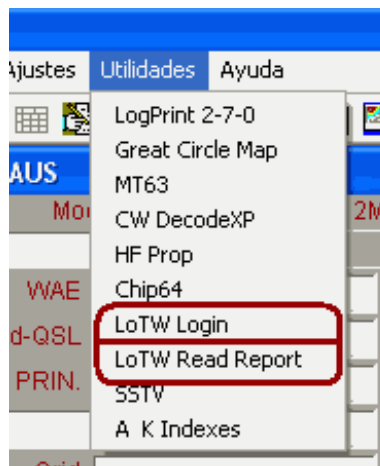 Ajustes Utilidades Ayuda
LogPrint 2-7-0
Great Circle Map
AUS
MT63
CW DecodeXP
2M
HF Prop
WAE
Chip64
LoTW Login
d-QSL
LoTW Read Report
PRIN.
SSTV
A K Indexes